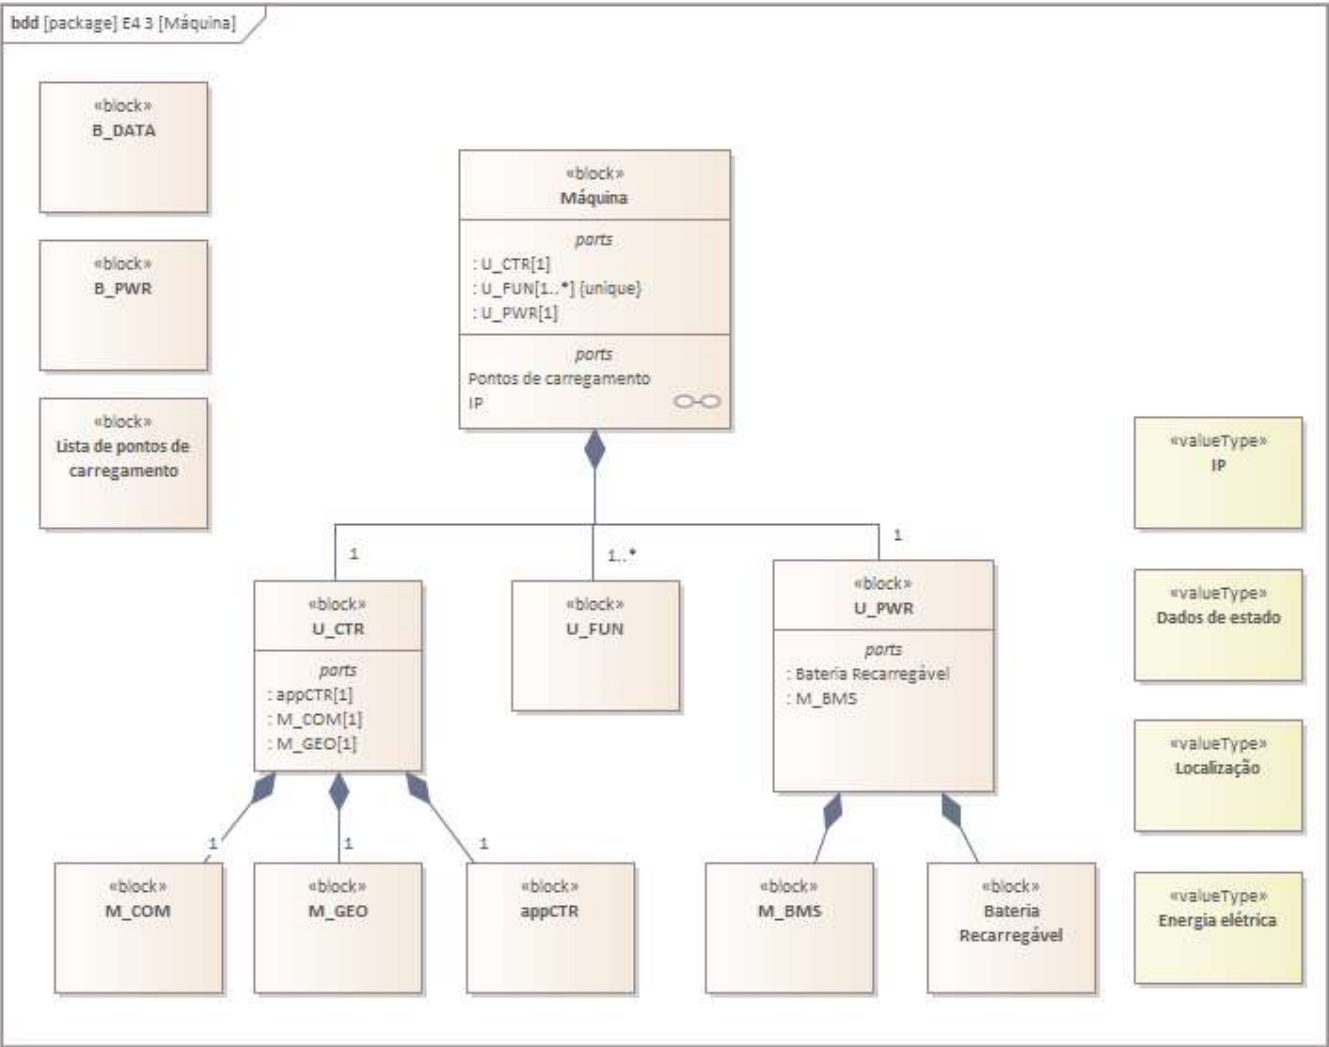 bdd [package] E4 3 [Máquina]
«block»
B_DATA
«block»
B_PWR
«block»
Lista de pontos de
carregamento
«block»
Máquina
parts
: U_CTR[1]
: U_FUN[1..*] {unique}
: U_PWR[1]
parts
Pontos de carregamento
IP
1
1..*
1
«block»
U_CTR
parts
: appCTR[1]
: M_COM[1]
: M_GEO[1]
«block»
U_FUN
«block»
U_PWR
parts
: Bateria Recarregável
: M_BMS
1
1
1
«block»
M_COM
«block»
M_GEO
«block»
appCTR
«block»
M_BMS
«block»
Bateria
Recarregável
«valueType»
IP
«valueType»
Dados de estado
«valueType»
Localização
«valueType»
Energia elétrica